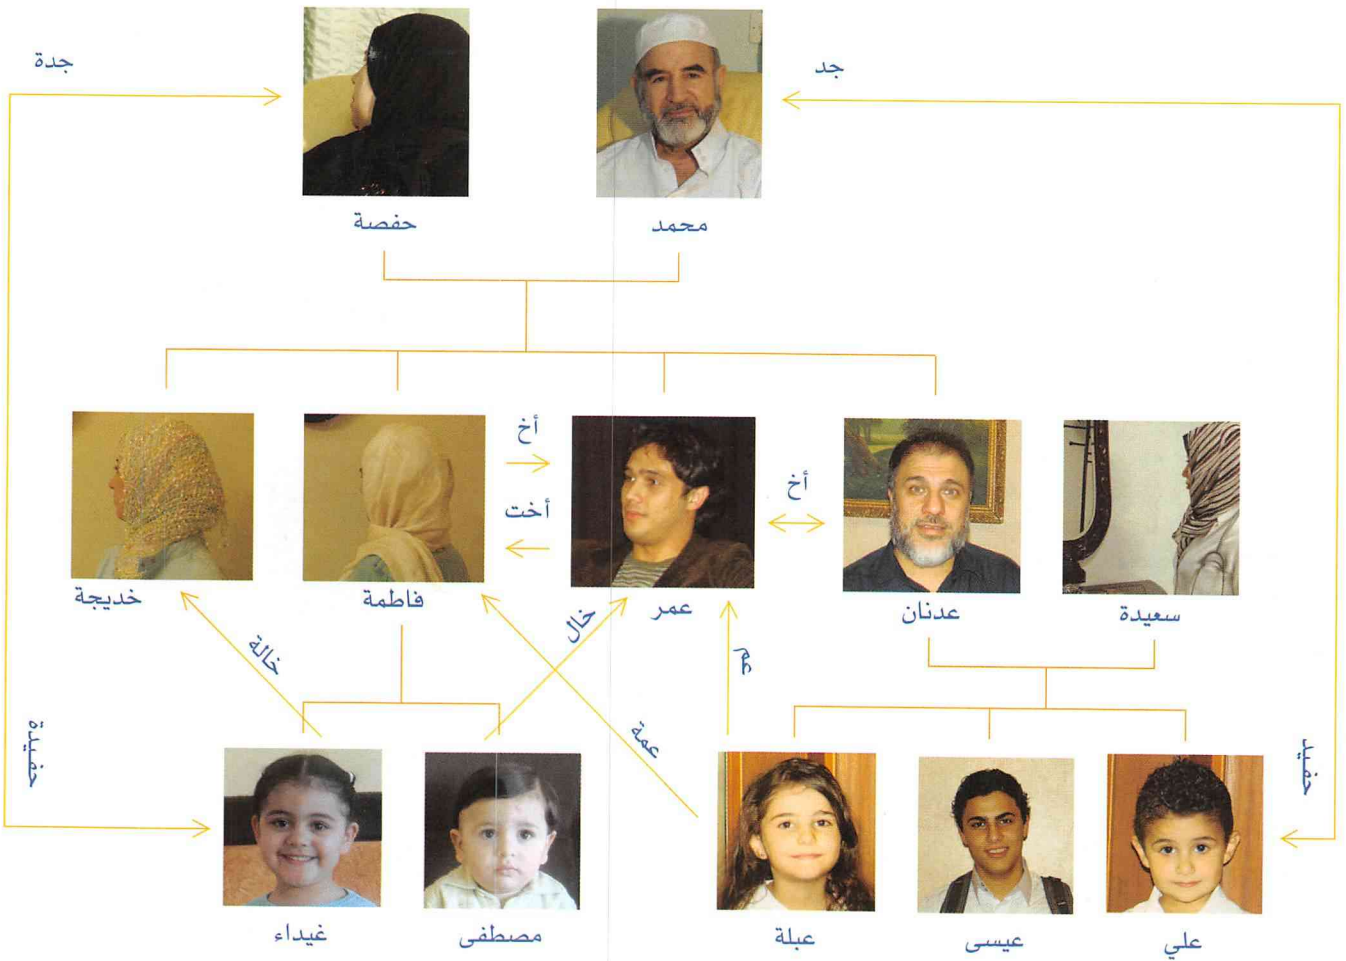 جد
جدة
محمد
حفصة
أخ
أخ
أخت
سعيدة
عدنان
عمر
فاطمة
خديجة
عم
خال
خالة
عمة
حفيد
حفيدة
علي
عيسى
عبلة
مصطفى
غيداء